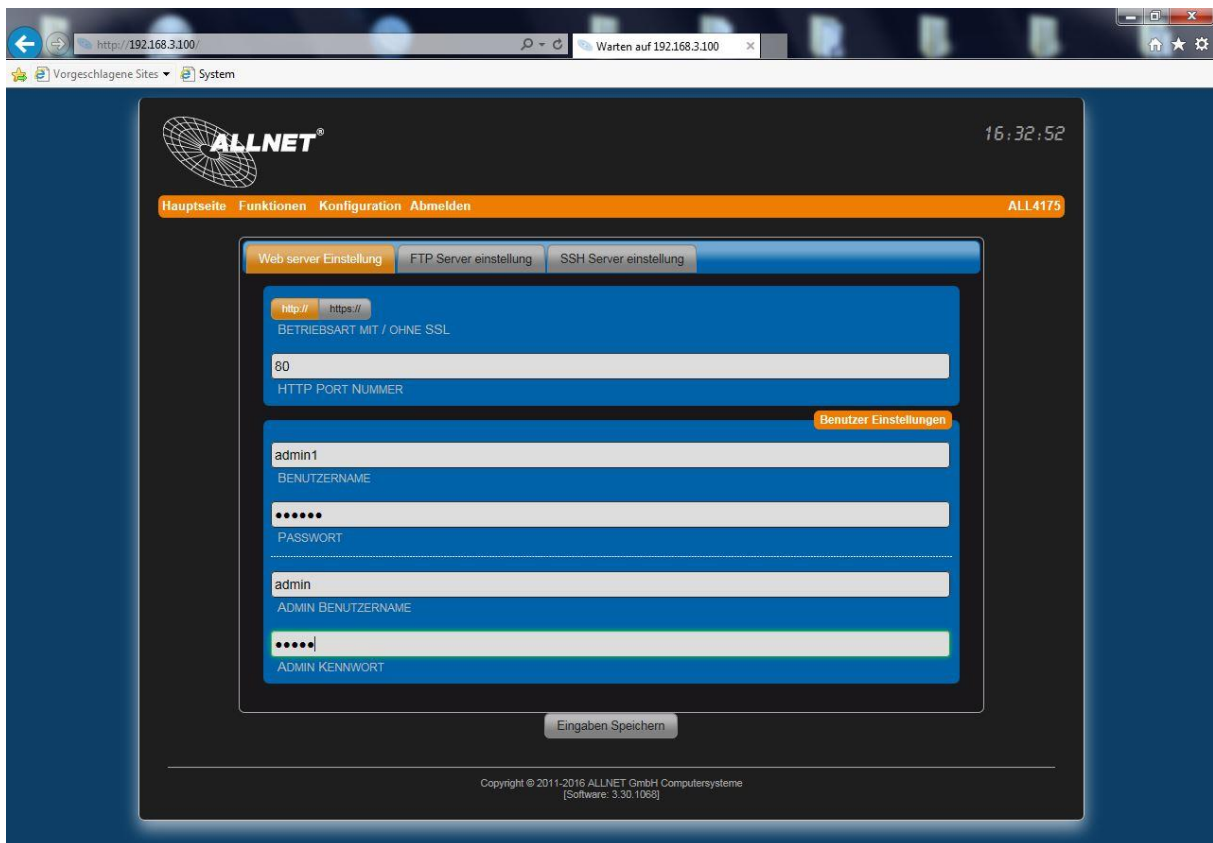 http://192.168.3.100/
Warten auf 192.168.3.100
Vorgeschlagene Sites
System
ALLNET®
16:32:52
Hauptseite Funktionen Konfiguration Abmelden ALL4175
Web server Einstellung FTP Server einstellung SSH Server einstellung
http:// https://
BETRIEBSART MIT / OHNE SSL
80
HTTP PORT NUMMER
Benutzer Einstellungen
admin1
BENUTZERNAME
••••••
PASSWORT
admin
ADMIN BENUTZERNAME
•••••
ADMIN KENNWORT
Eingaben Speichern
Copyright © 2011-2016 ALLNET GmbH Computersysteme
[Software: 3.30.1068]